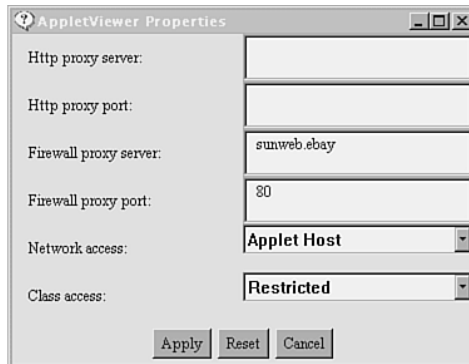 AppletViewer Properties
Http proxy server:
Http proxy port:
Firewall proxy server: sunweb.ebay
Firewall proxy port: 80
Network access: Applet Host
Class access: Restricted
Apply Reset Cancel